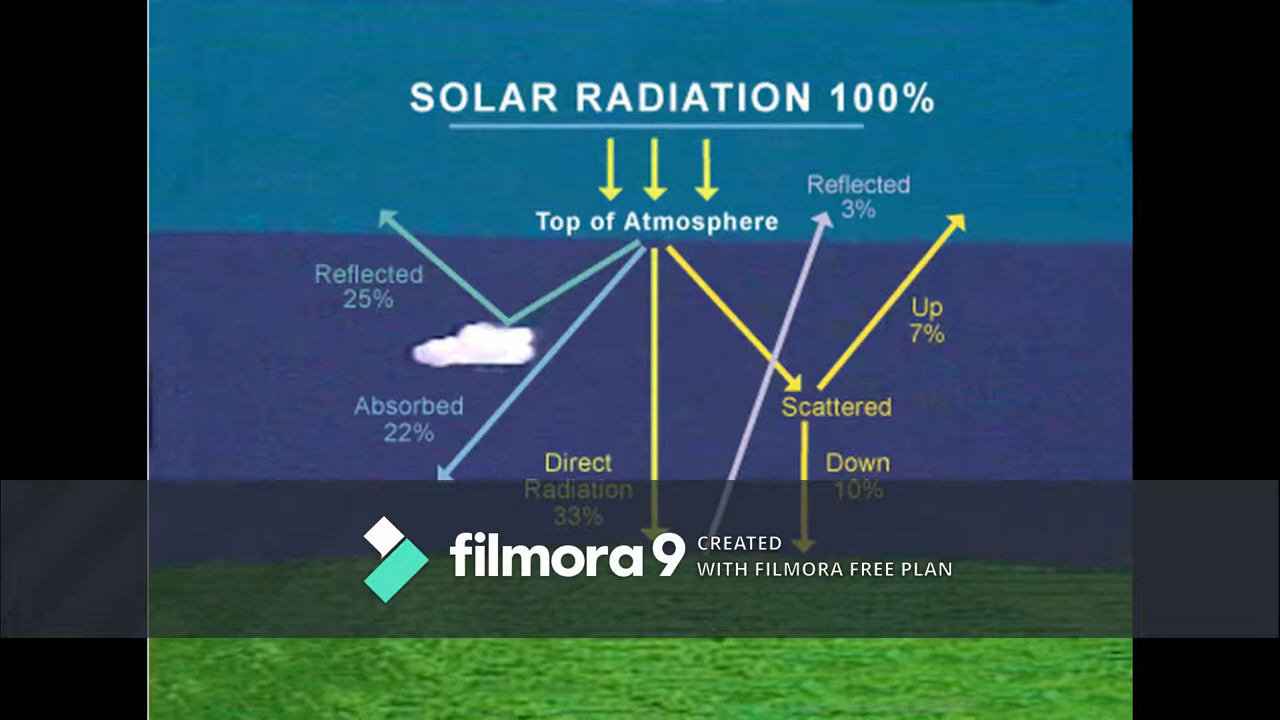 SOLAR RADIATION 100%
Top of Atmosphere
Reflected
3%
Reflected
25%
Up
7%
Absorbed
22%
Scattered
Direct
Radiation
33%
Down
10%
filmora9
CREATED
WITH FILMORA FREE PLAN